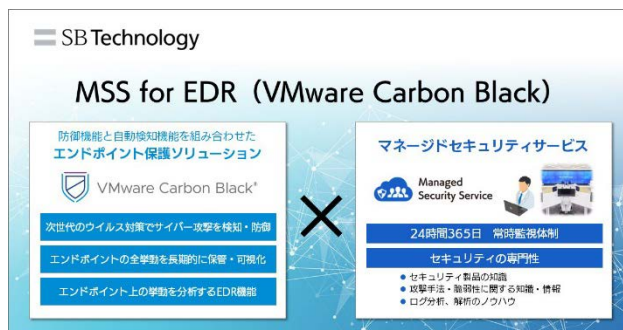 SB Technology
MSS for EDR（VMware Carbon Black）
防御機能と自動検知機能を組み合わせた
エンドポイント保護ソリューション
VMware Carbon Black®
次世代のウイルス対策でサイバー攻撃を検知・防御
エンドポイントの全挙動を長期的に保管・可視化
エンドポイント上の挙動を分析するEDR機能
×
マネージドセキュリティサービス
Managed
Security Service
24時間365日　常時監視体制
セキュリティの専門性
● セキュリティ製品の知識
● 攻撃手法・脆弱性に関する知識・情報
● ログ分析、解析のノウハウ